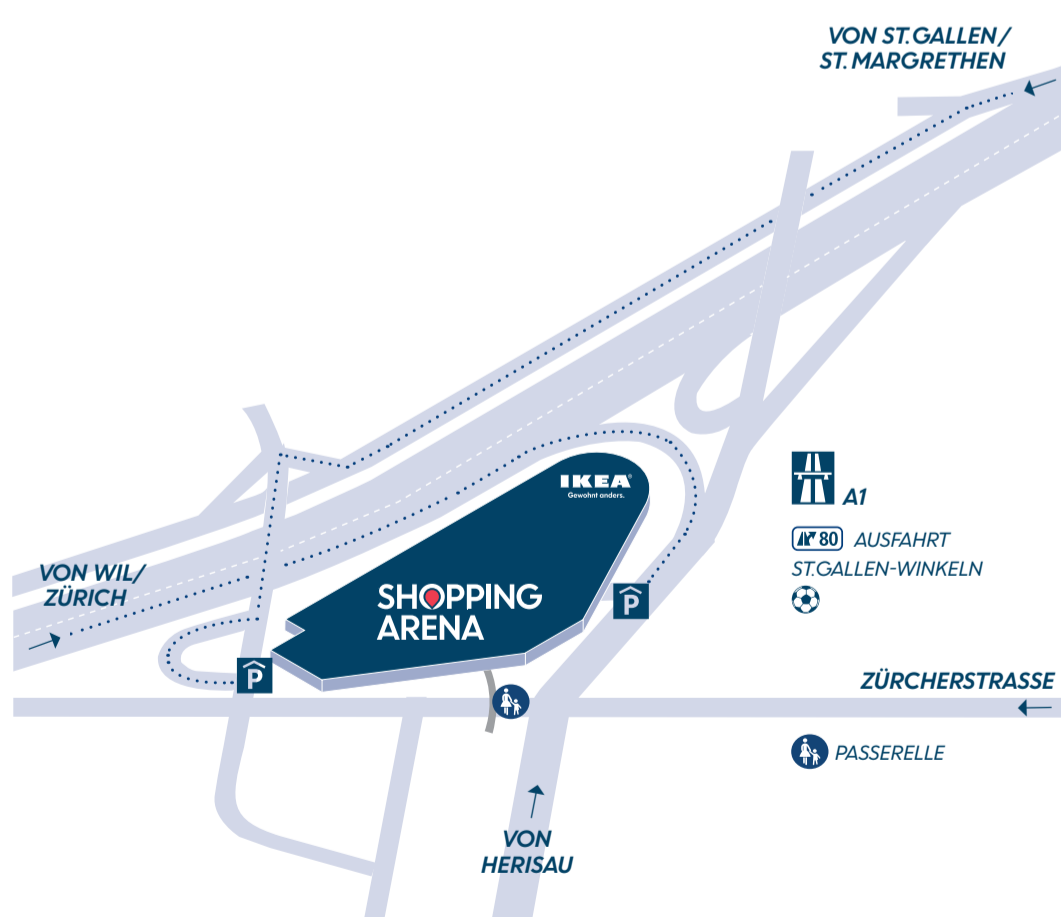 VON ST.GALLEN/
ST. MARGRETHEN
IKEA
Gewohnt anders.
A1
80 AUSFAHRT
ST.GALLEN-WINKELN
VON WIL/
ZÜRICH
SHOPPING
ARENA
P
P
ZÜRCHERSTRASSE
PASSERELLE
VON
HERISAU